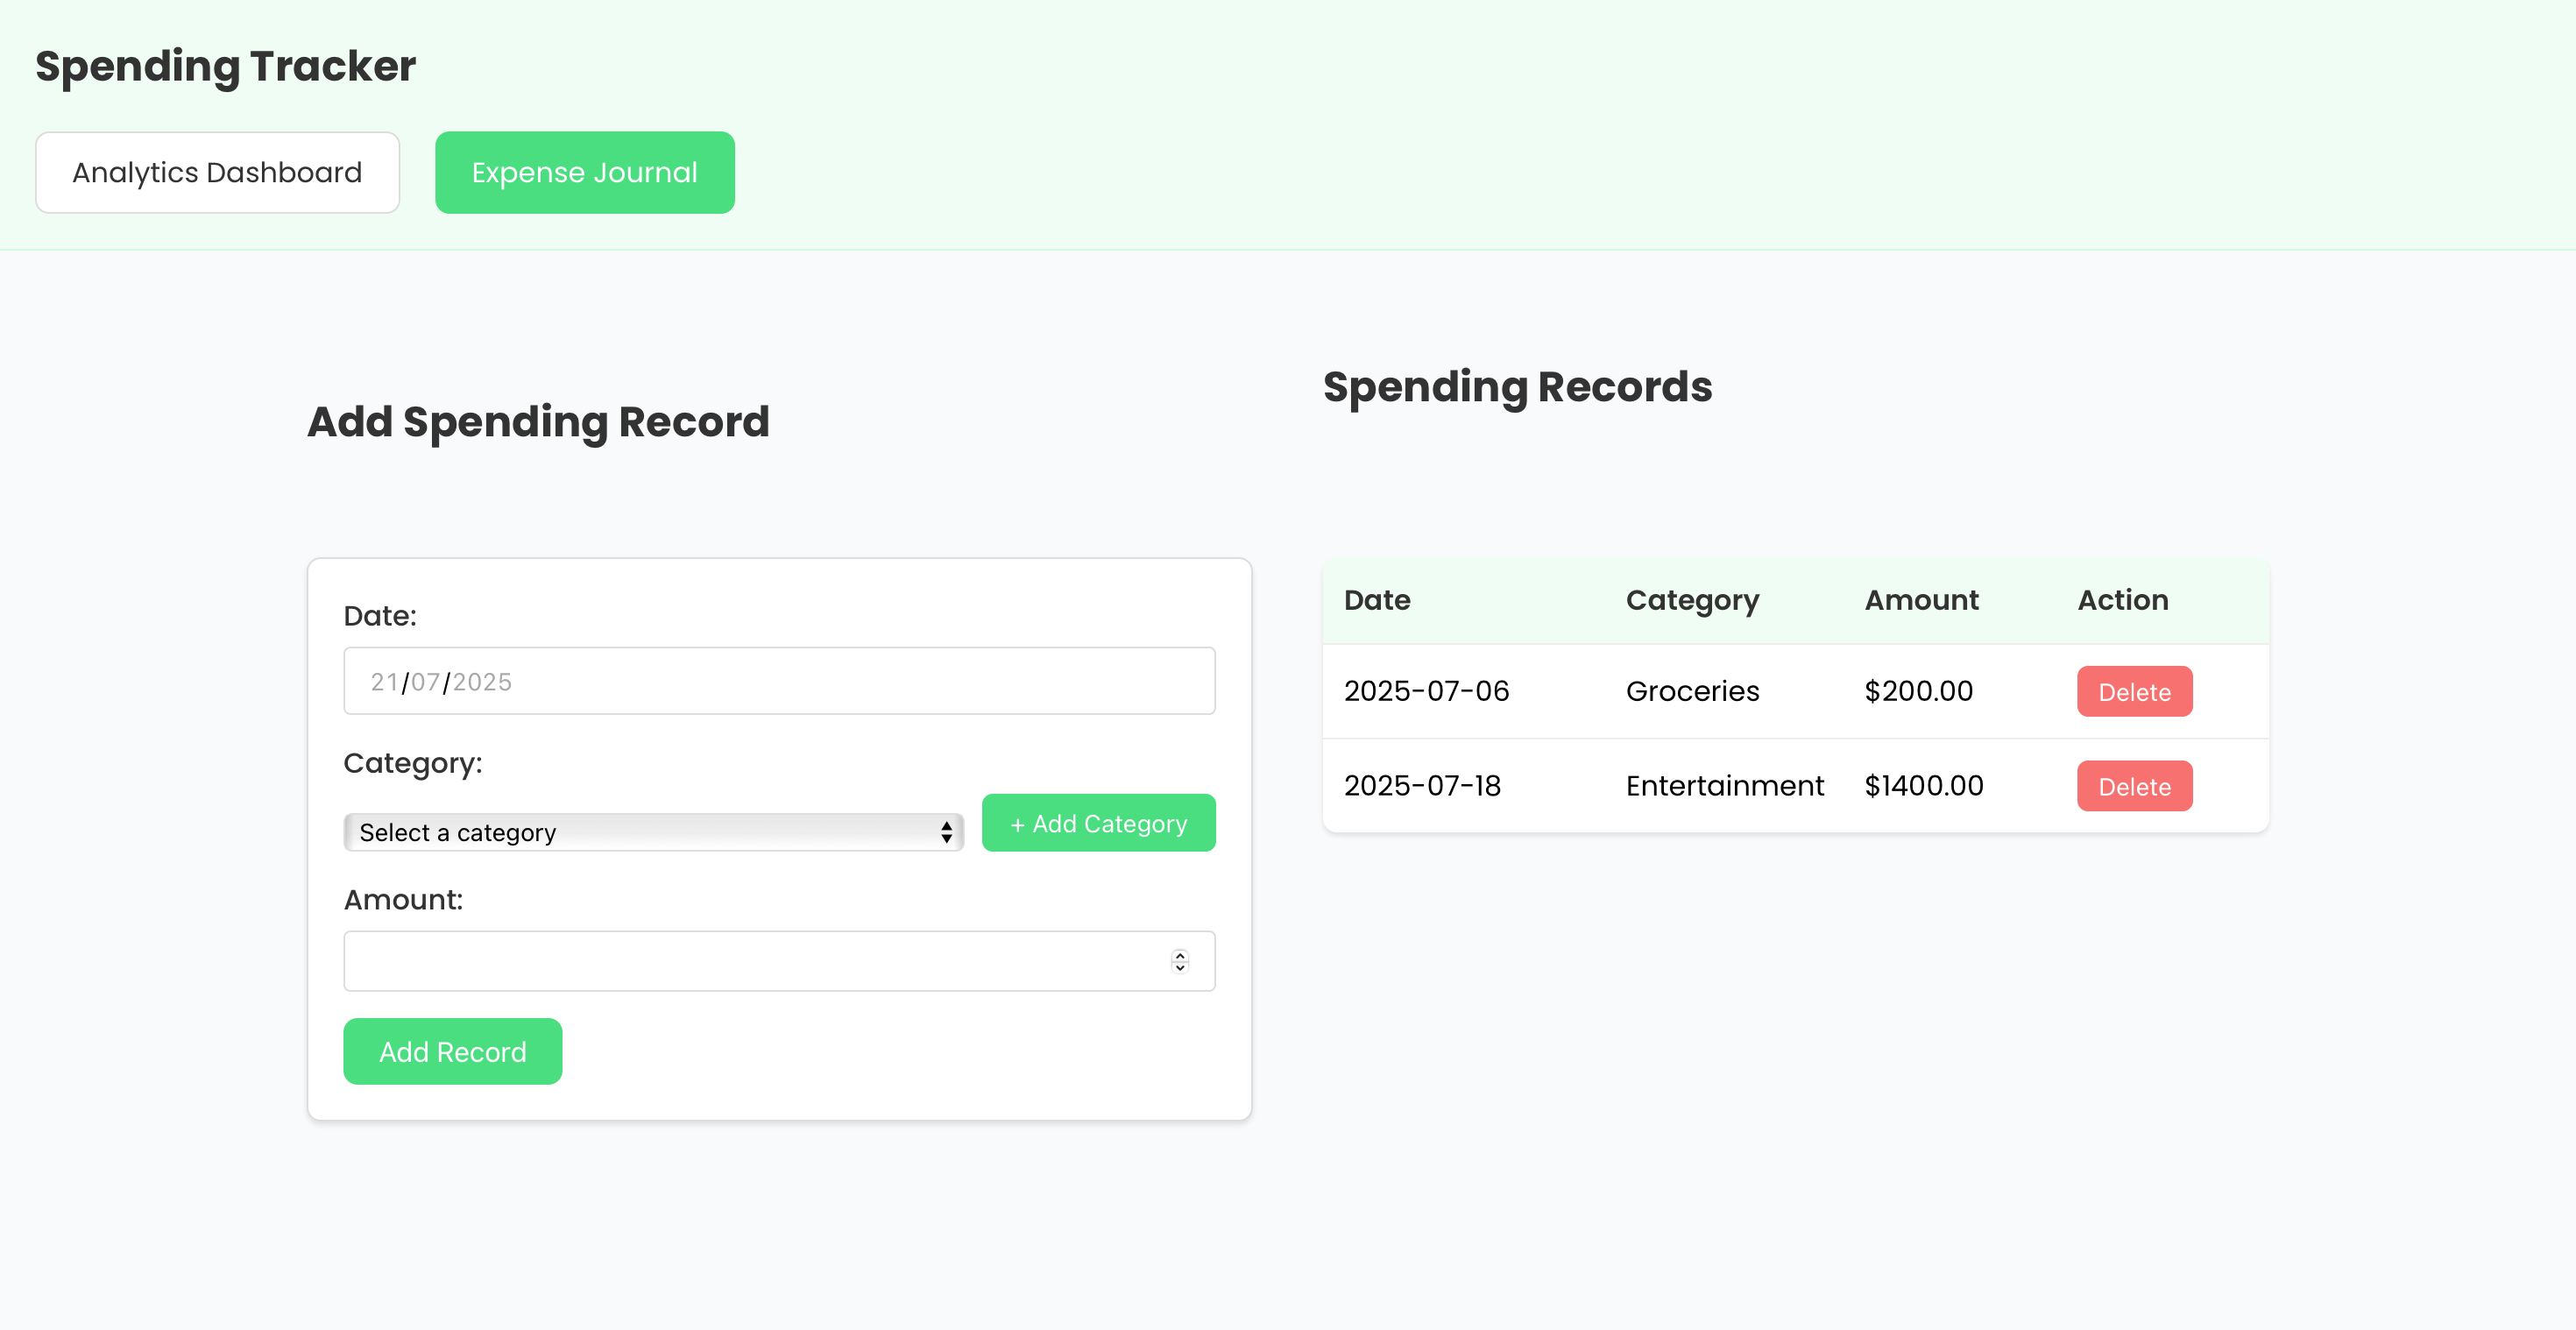 Spending Tracker
Analytics Dashboard
Expense Journal
Add Spending Record
Date:
21/07/2025
Category:
Select a category
+ Add Category
Amount:
Add Record
Spending Records
Date Category Amount Action
2025-07-06 Groceries $200.00 Delete
2025-07-18 Entertainment $1400.00 Delete